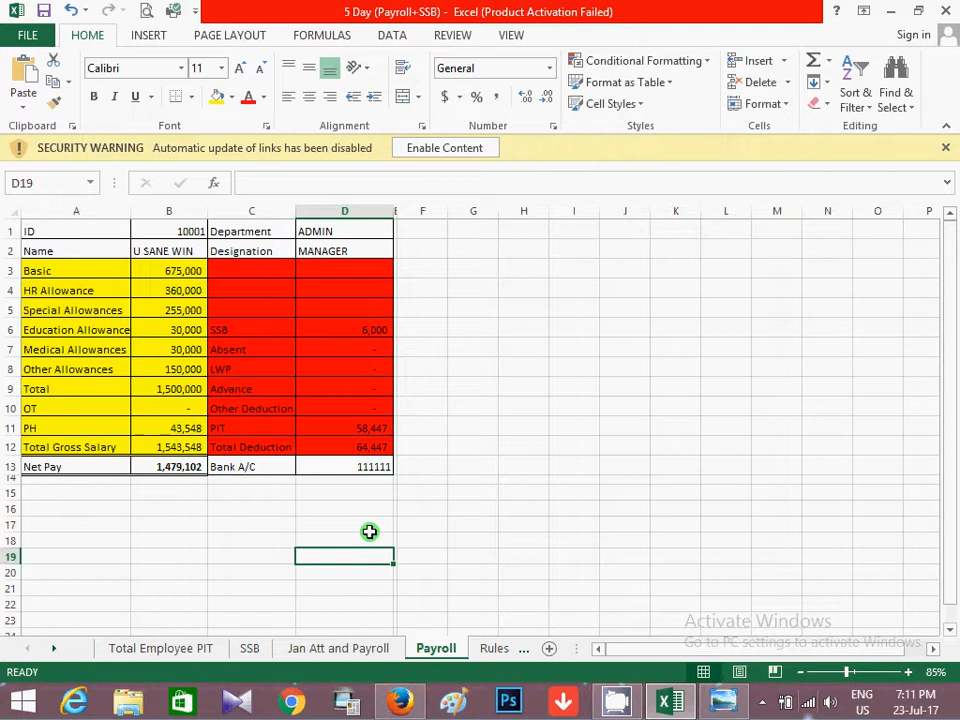 5 Day (Payroll+SSB) - Excel (Product Activation Failed)
FILE HOME INSERT PAGE LAYOUT FORMULAS DATA REVIEW VIEW Sign in
Paste
Calibri 11
B I U A
General
$ % ,
Conditional Formatting
Format as Table
Cell Styles
Insert
Delete
Format
Sort & Filter
Find & Select
Clipboard Font Alignment Number Styles Cells Editing
SECURITY WARNING Automatic update of links has been disabled Enable Content
D19 fx
A B C D E F G H I J K L M N O P
1 ID 10001 Department ADMIN
2 Name U SANE WIN Designation MANAGER
3 Basic 675,000
4 HR Allowance 360,000
5 Special Allowances 255,000
6 Education Allowance 30,000 SSB 6,000
7 Medical Allowances 30,000 Absent -
8 Other Allowances 150,000 LWP -
9 Total 1,500,000 Advance -
10 OT - Other Deduction -
11 PH 43,548 PIT 58,447
12 Total Gross Salary 1,543,548 Total Deduction 64,447
13 Net Pay 1,479,102 Bank A/C 111111
14
15
16
17
18
19
20
21
22
23
24
Activate Windows
Go to PC settings to activate Windows.
Total Employee PIT SSB Jan Att and Payroll Payroll Rules ...
READY 85%
ENG US 7:11 PM 23-Jul-17